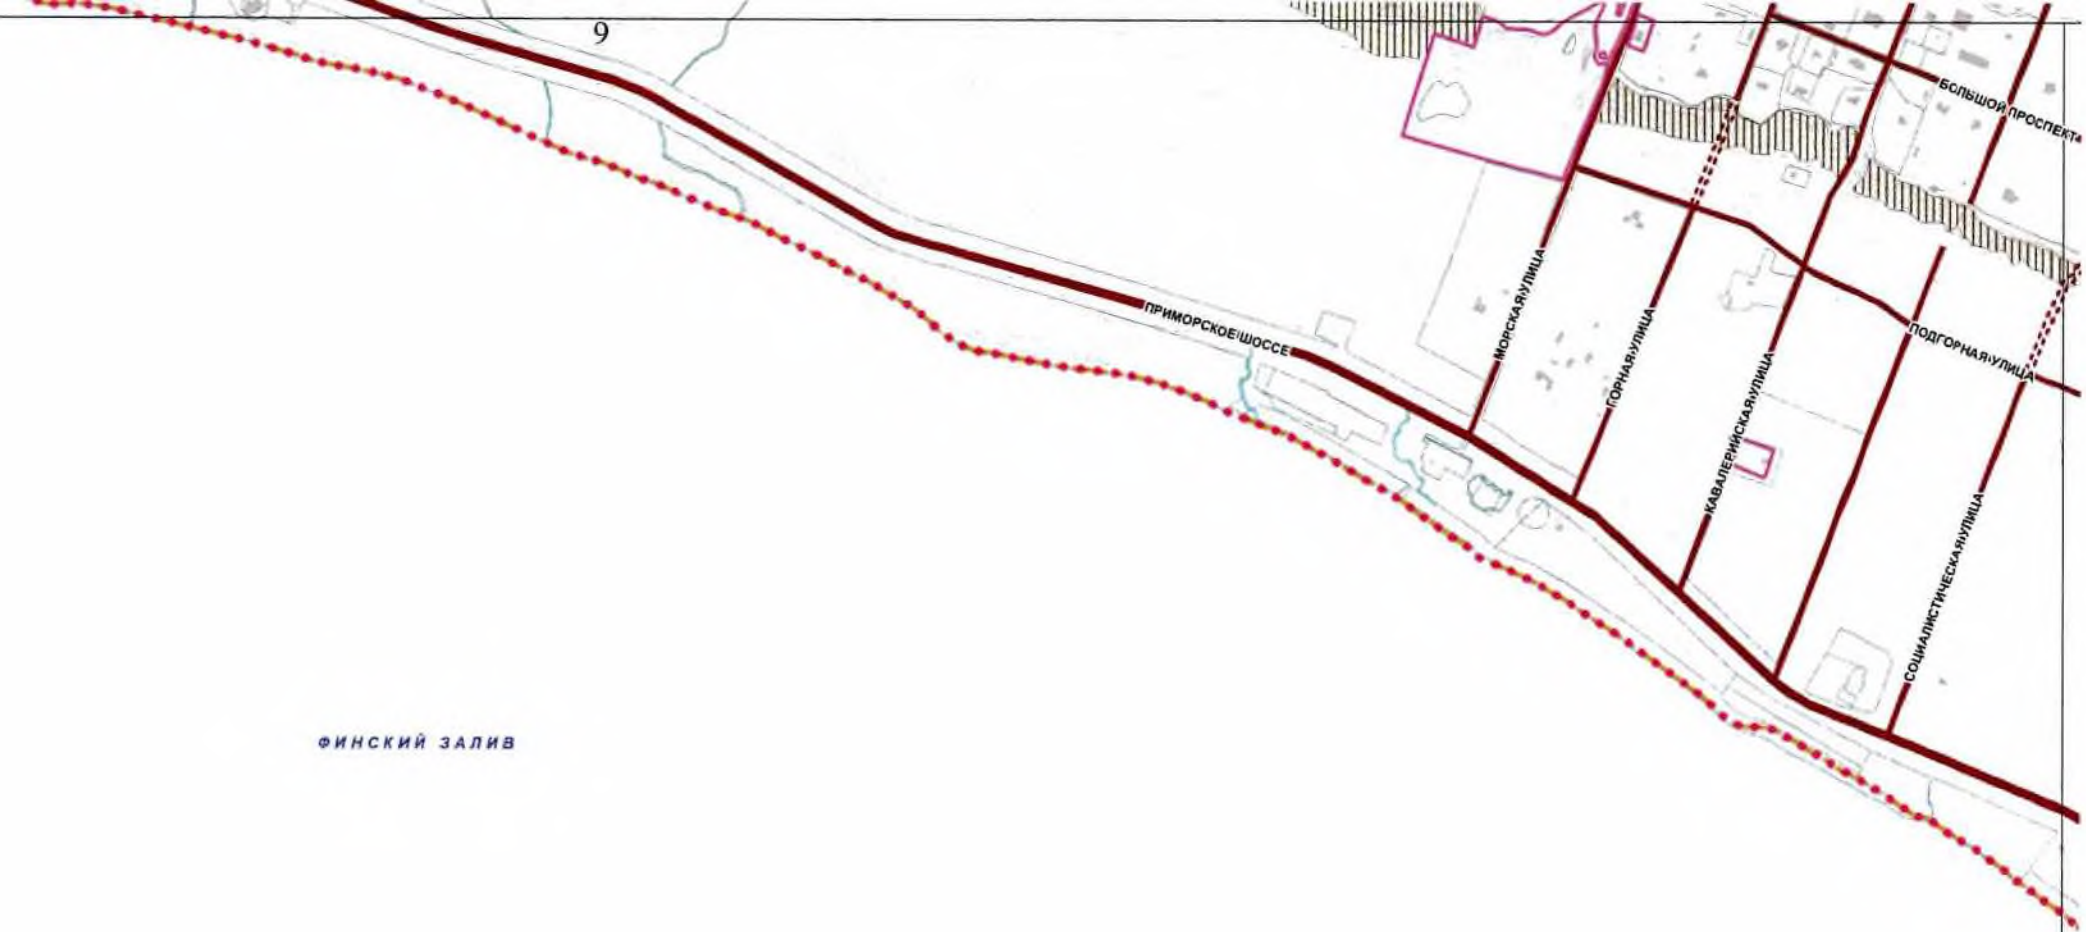 9
БОЛЬШОЙ ПРОСПЕКТ
ПРИМОРСКОЕ ШОССЕ
МОРСКАЯ УЛИЦА
ГОРНАЯ УЛИЦА
КАВАЛЕРИЙСКАЯ УЛИЦА
ПОДГОРНАЯ УЛИЦА
СОЦИАЛИСТИЧЕСКАЯ УЛИЦА
ФИНСКИЙ ЗАЛИВ